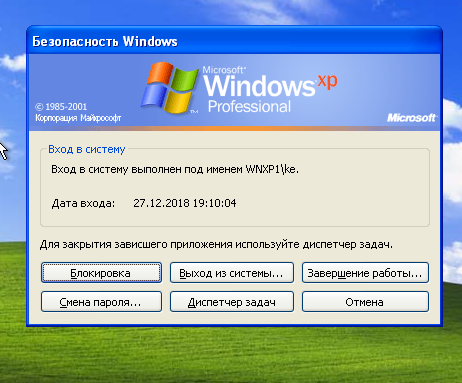 Безопасность Windows
Microsoft®
Windows xp
Professional
© 1985-2001
Корпорация Майкрософт
Microsoft®
Вход в систему
Вход в систему выполнен под именем WNXP1\ke.
Дата входа: 27.12.2018 19:10:04
Для закрытия зависшего приложения используйте диспетчер задач.
Блокировка Выход из системы... Завершение работы...
Смена пароля... Диспетчер задач Отмена